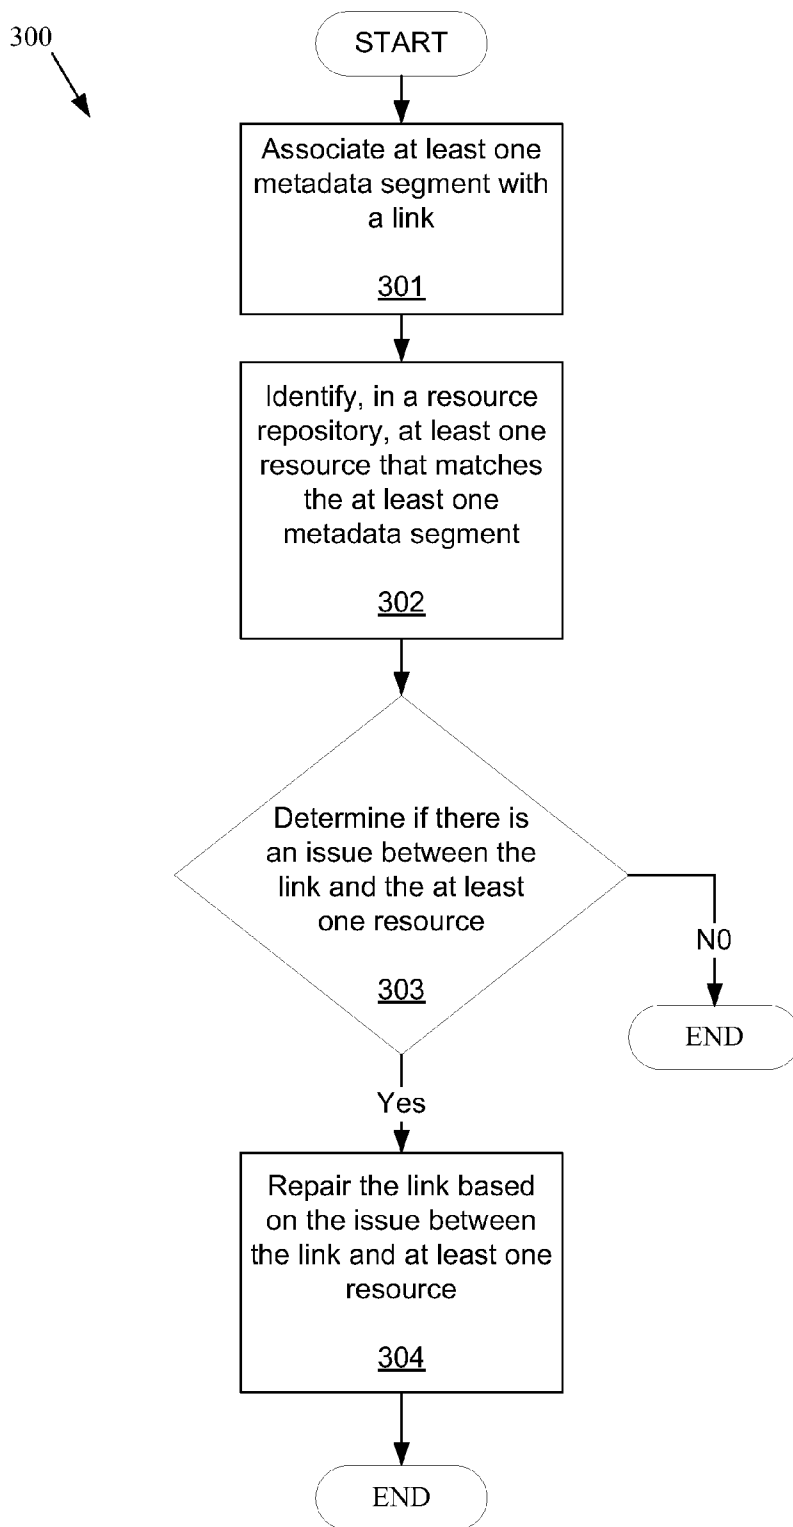 300
START
Associate at least one
metadata segment with
a link
301
Identify, in a resource
repository, at least one
resource that matches
the at least one
metadata segment
302
Determine if there is
an issue between the
link and the at least
one resource
303
N0
END
Yes
Repair the link based
on the issue between
the link and at least one
resource
304
END